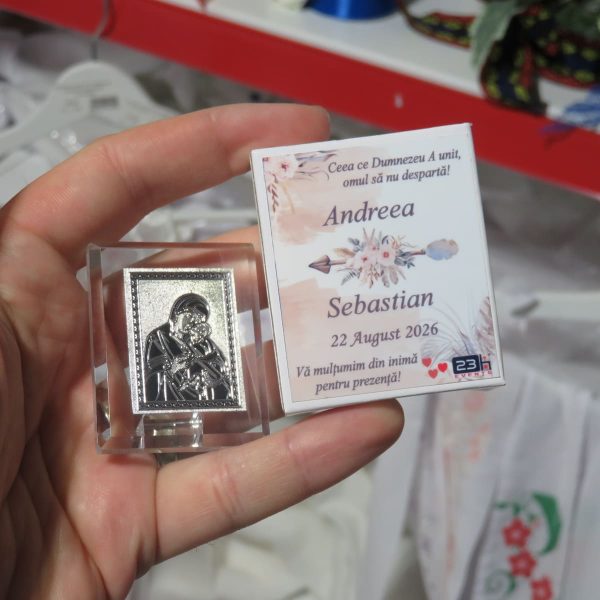 Ceea ce Dumnezeu A unit,
omul să nu despartă!
Andreea
Sebastian
22 August 2026
Vă mulțumim din inimă
pentru prezență!
23h
EVENTS